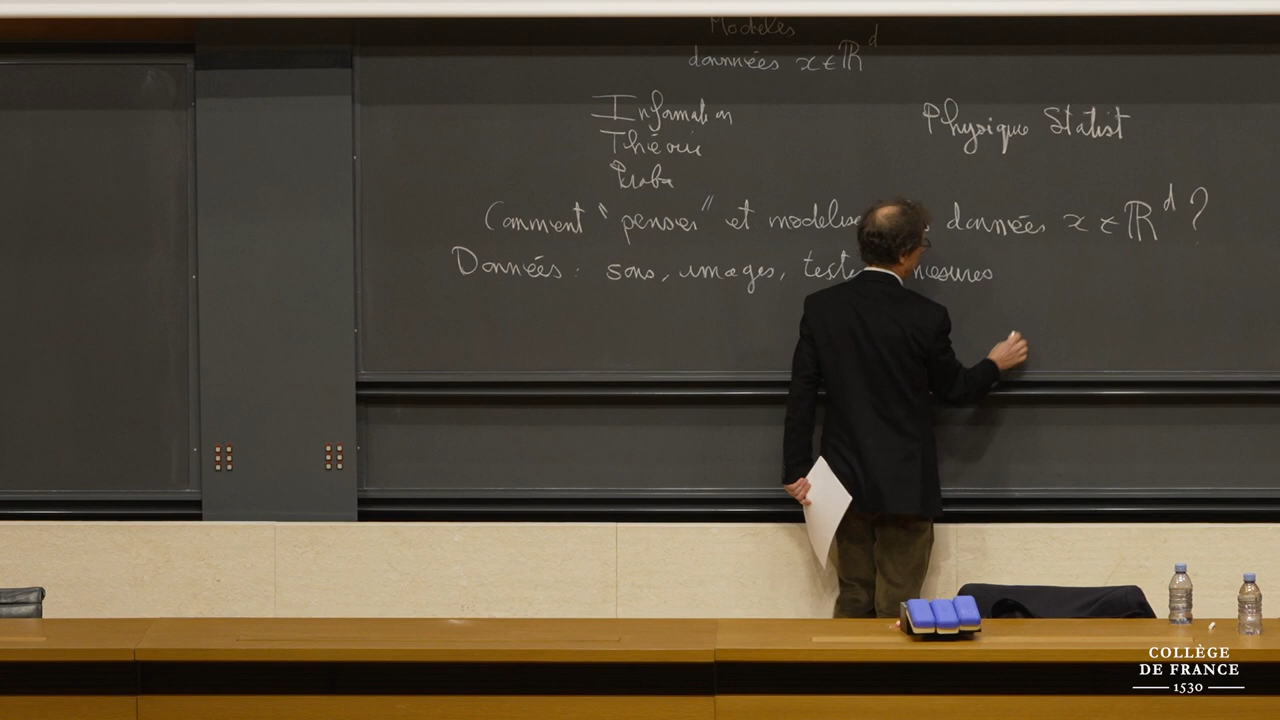 Modèles
données x ∈ ℝ^d
Information
Théorie
Proba
Physique Statist
Comment "penser" et modélise données x ∈ ℝ^d ?
Données : sons, images, texte mesures
COLLÈGE
DE FRANCE
1530